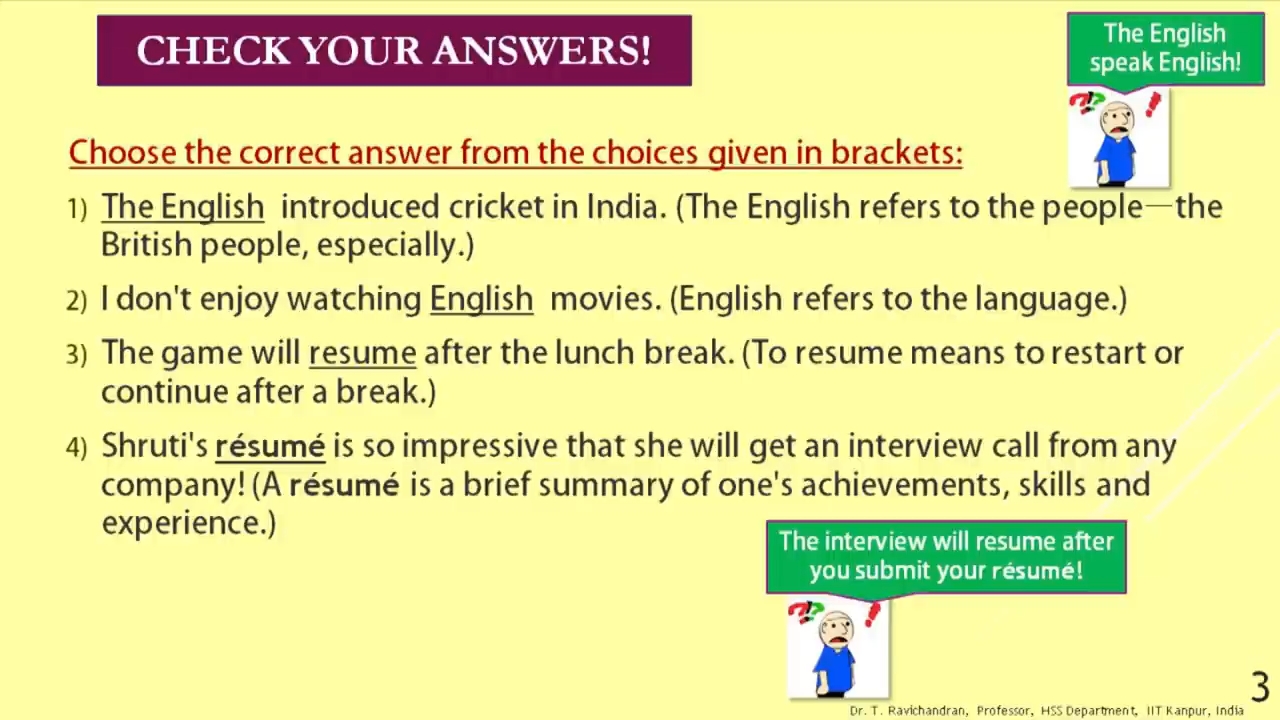 CHECK YOUR ANSWERS!
The English
speak English!
Choose the correct answer from the choices given in brackets:
1) The English introduced cricket in India. (The English refers to the people—the
British people, especially.)
2) I don't enjoy watching English movies. (English refers to the language.)
3) The game will resume after the lunch break. (To resume means to restart or
continue after a break.)
4) Shruti's résumé is so impressive that she will get an interview call from any
company! (A résumé is a brief summary of one's achievements, skills and
experience.)
The interview will resume after
you submit your résumé!
??!
!
??!
!
3
Dr. T. Ravichandran, Professor, HSS Department, IIT Kanpur, India